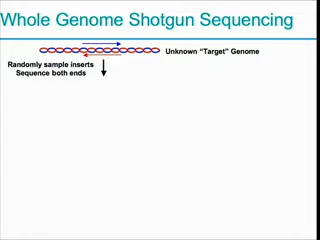 Whole Genome Shotgun Sequencing
Unknown “Target” Genome
Randomly sample inserts
Sequence both ends